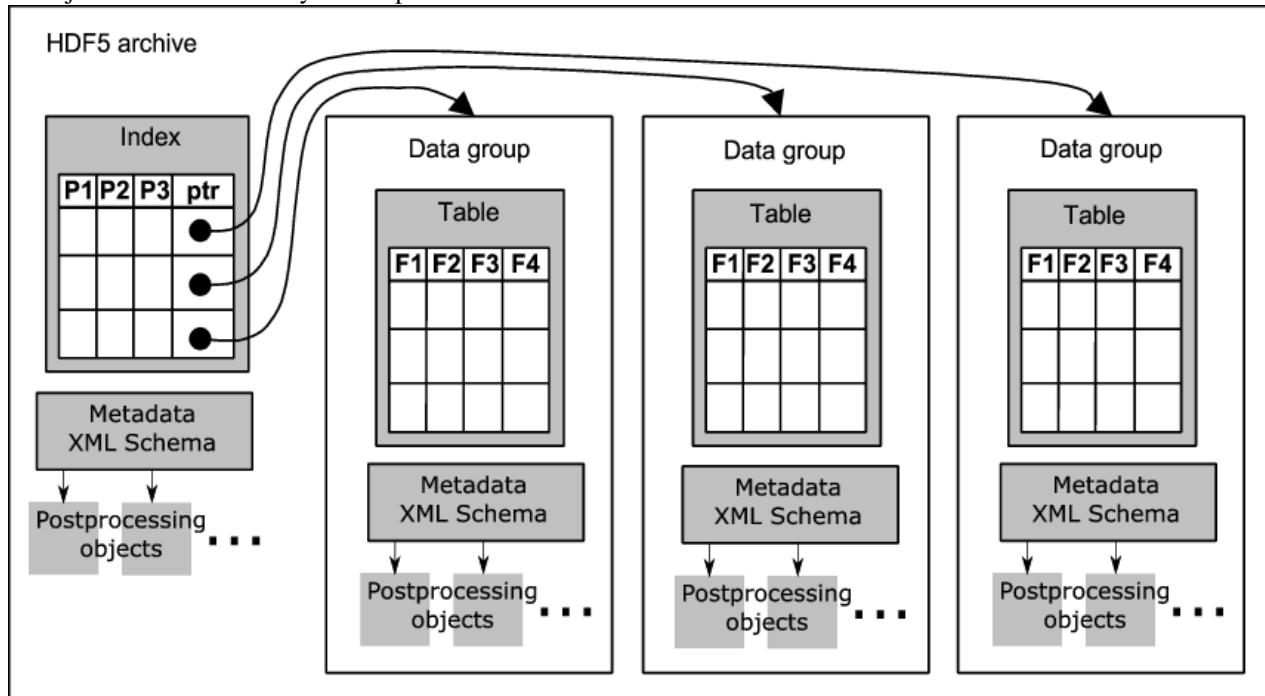 HDF5 archive
Index
P1 P2 P3 ptr
Metadata
XML Schema
Postprocessing
objects
...
Data group
Table
F1 F2 F3 F4
Metadata
XML Schema
Postprocessing
objects
...
Data group
Table
F1 F2 F3 F4
Metadata
XML Schema
Postprocessing
objects
...
Data group
Table
F1 F2 F3 F4
Metadata
XML Schema
Postprocessing
objects
...